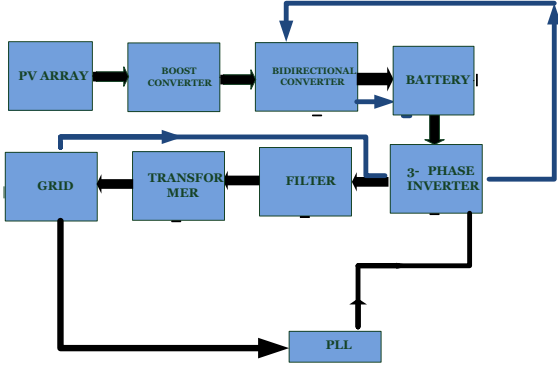 PV ARRAY
BOOST
CONVERTER
BIDIRECTIONAL
CONVERTER
BATTERY
GRID
TRANSFOR
MER
FILTER
3- PHASE
INVERTER
PLL